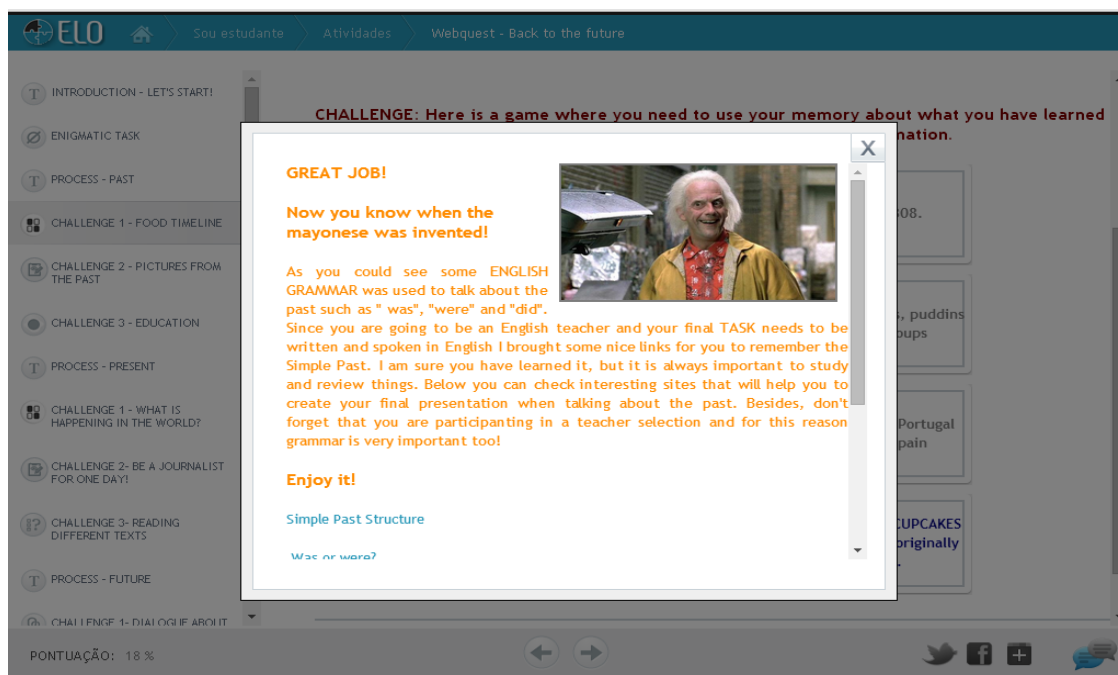 ELO
Sou estudante
Atividades
Webquest - Back to the future
INTRODUCTION - LET'S START!
ENIGMATIC TASK
PROCESS - PAST
CHALLENGE 1 - FOOD TIMELINE
CHALLENGE 2 - PICTURES FROM
THE PAST
CHALLENGE 3 - EDUCATION
PROCESS - PRESENT
CHALLENGE 1 - WHAT IS
HAPPENING IN THE WORLD?
CHALLENGE 2- BE A JOURNALIST
FOR ONE DAY!
CHALLENGE 3- READING
DIFFERENT TEXTS
PROCESS - FUTURE
CHALLENGE 1- DIALOGUE ABOUT
CHALLENGE: Here is a game where you need to use your memory about what you have learned
mation.
X
GREAT JOB!
Now you know when the
mayonese was invented!
As you could see some ENGLISH
GRAMMAR was used to talk about the
past such as " was", "were" and "did".
Since you are going to be an English teacher and your final TASK needs to be
written and spoken in English I brought some nice links for you to remember the
Simple Past. I am sure you have learned it, but it is always important to study
and review things. Below you can check interesting sites that will help you to
create your final presentation when talking about the past. Besides, don't
forget that you are participanting in a teacher selection and for this reason
grammar is very important too!
Enjoy it!
Simple Past Structure
Was or were?
808.
, puddins
oups
Portugal
pain
CUPCAKES
originally
.
PONTUAÇÃO: 18 %